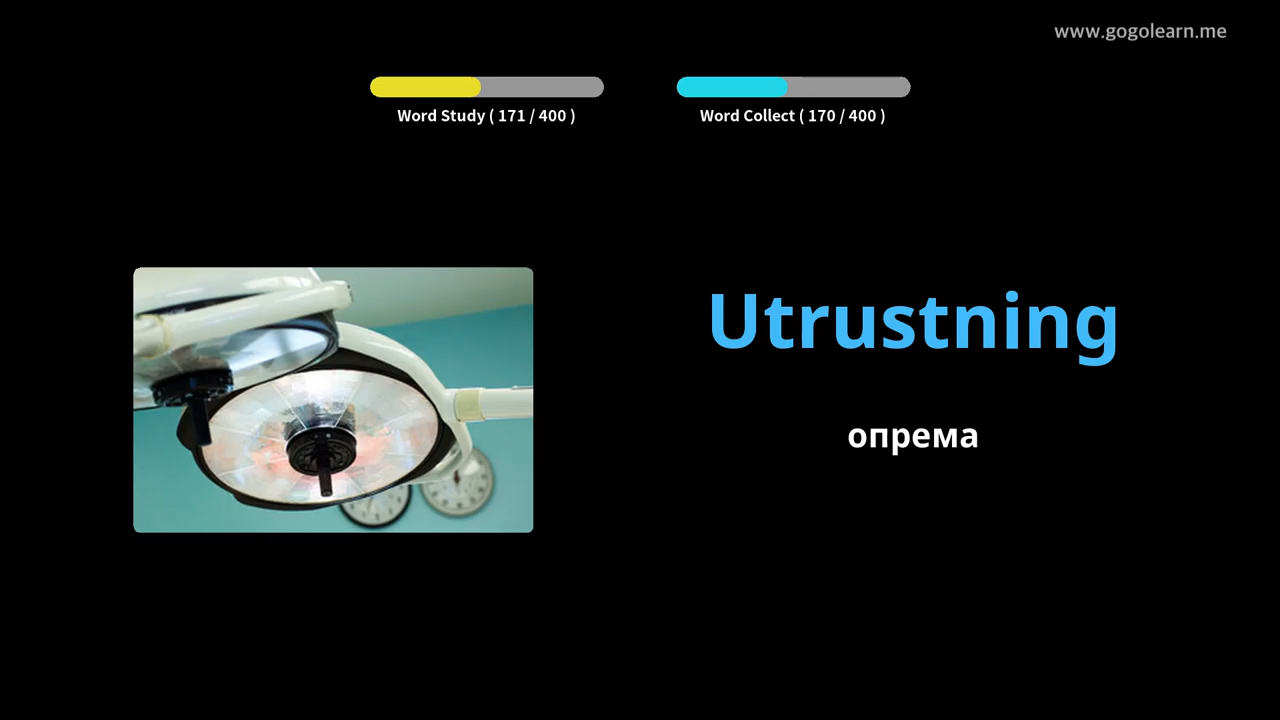 www.gogolearn.me
Word Study ( 171 / 400 )
Word Collect ( 170 / 400 )
Utrustning
опрема